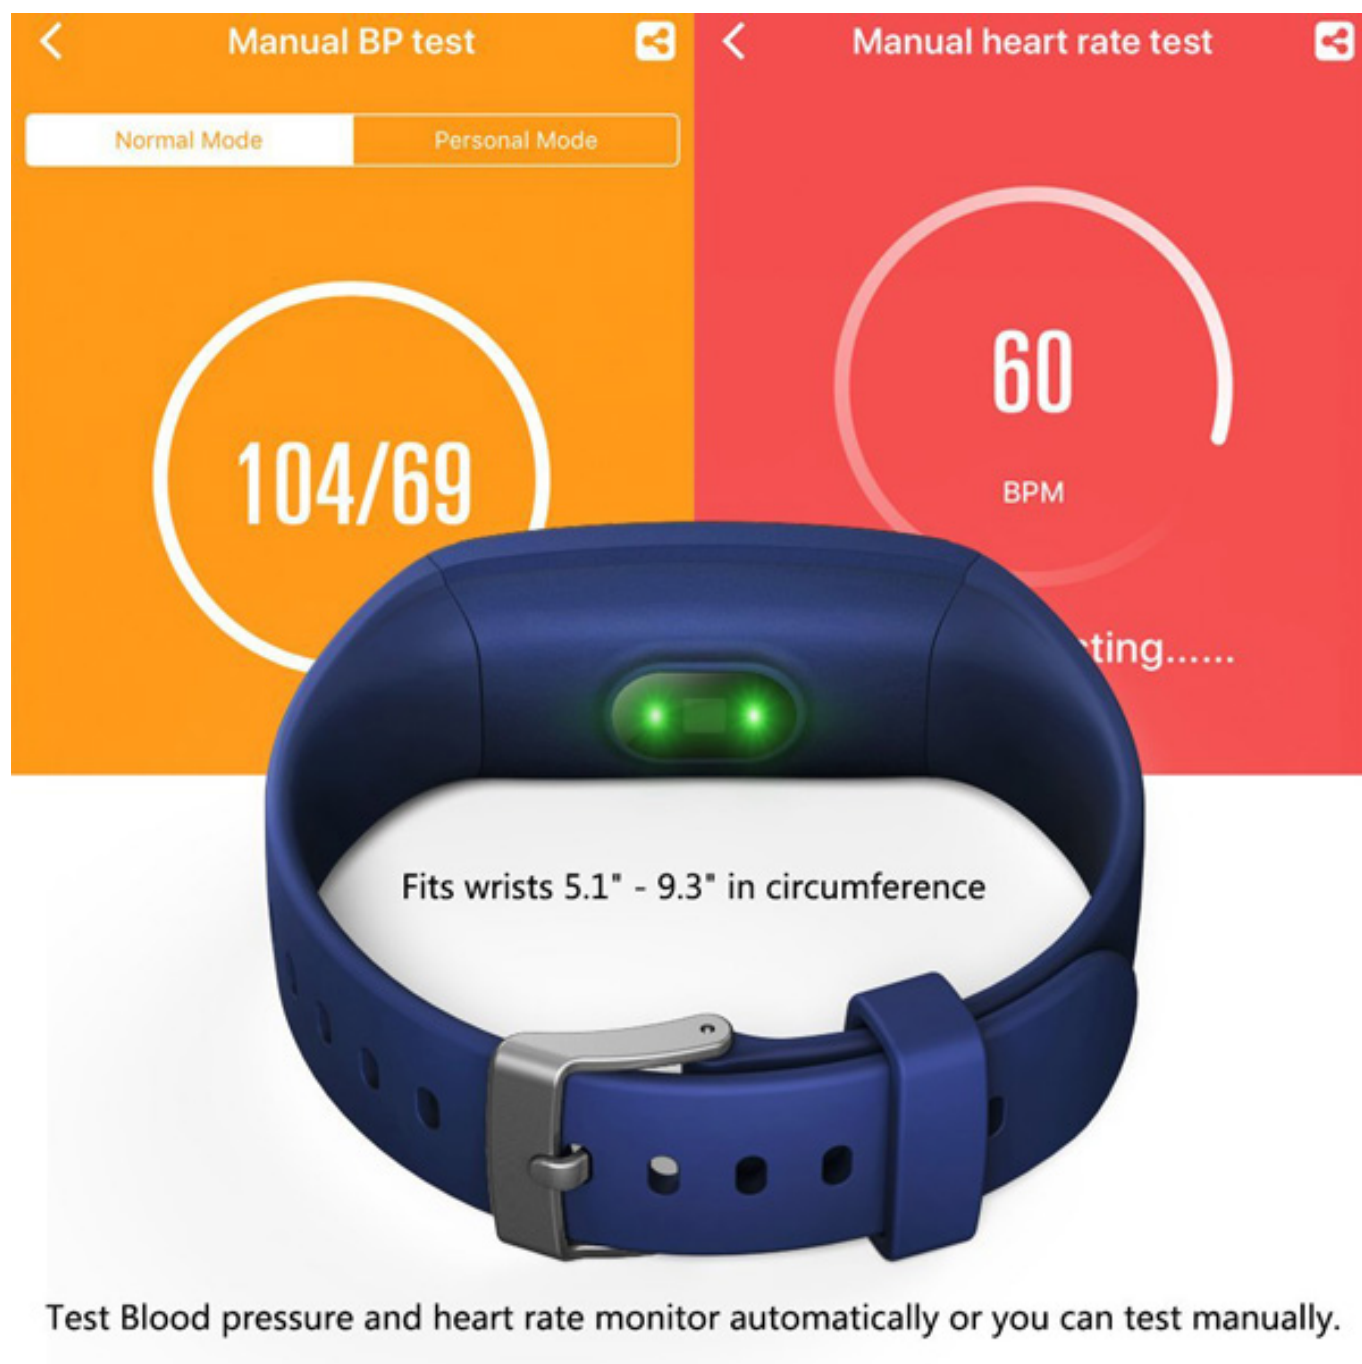 Manual BP test
Manual heart rate test
Normal Mode
Personal Mode
104/69
60
BPM
ting......
Fits wrists 5.1" - 9.3" in circumference
Test Blood pressure and heart rate monitor automatically or you can test manually.